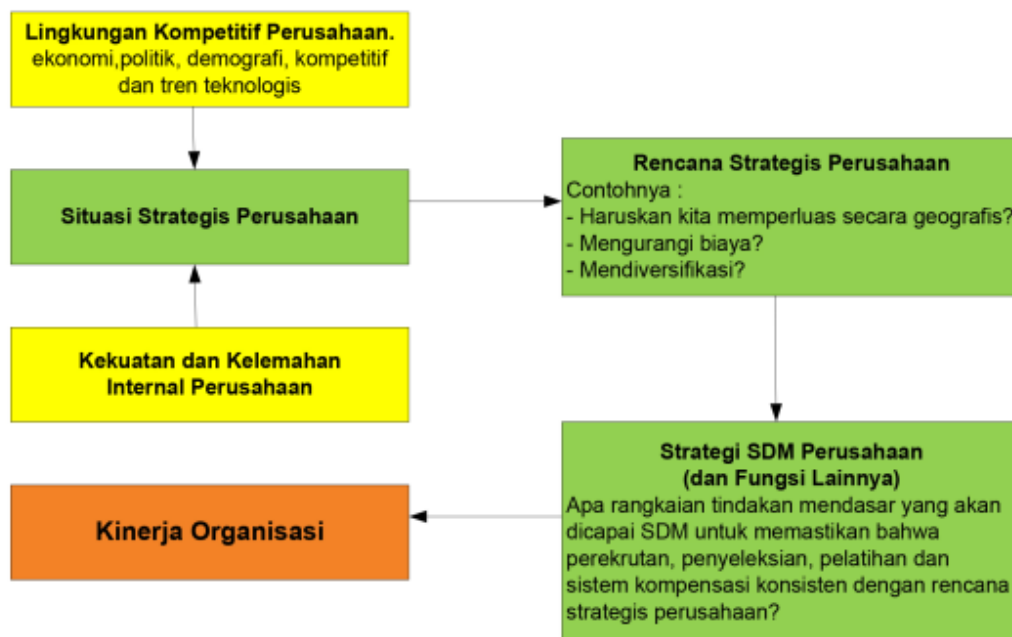 Lingkungan Kompetitif Perusahaan.
ekonomi,politik, demografi, kompetitif
dan tren teknologis
Situasi Strategis Perusahaan
Kekuatan dan Kelemahan
Internal Perusahaan
Rencana Strategis Perusahaan
Contohnya :
- Haruskan kita memperluas secara geografis?
- Mengurangi biaya?
- Mendiversifikasi?
Strategi SDM Perusahaan
(dan Fungsi Lainnya)
Apa rangkaian tindakan mendasar yang akan
dicapai SDM untuk memastikan bahwa
perekrutan, penyeleksian, pelatihan dan
sistem kompensasi konsisten dengan rencana
strategis perusahaan?
Kinerja Organisasi